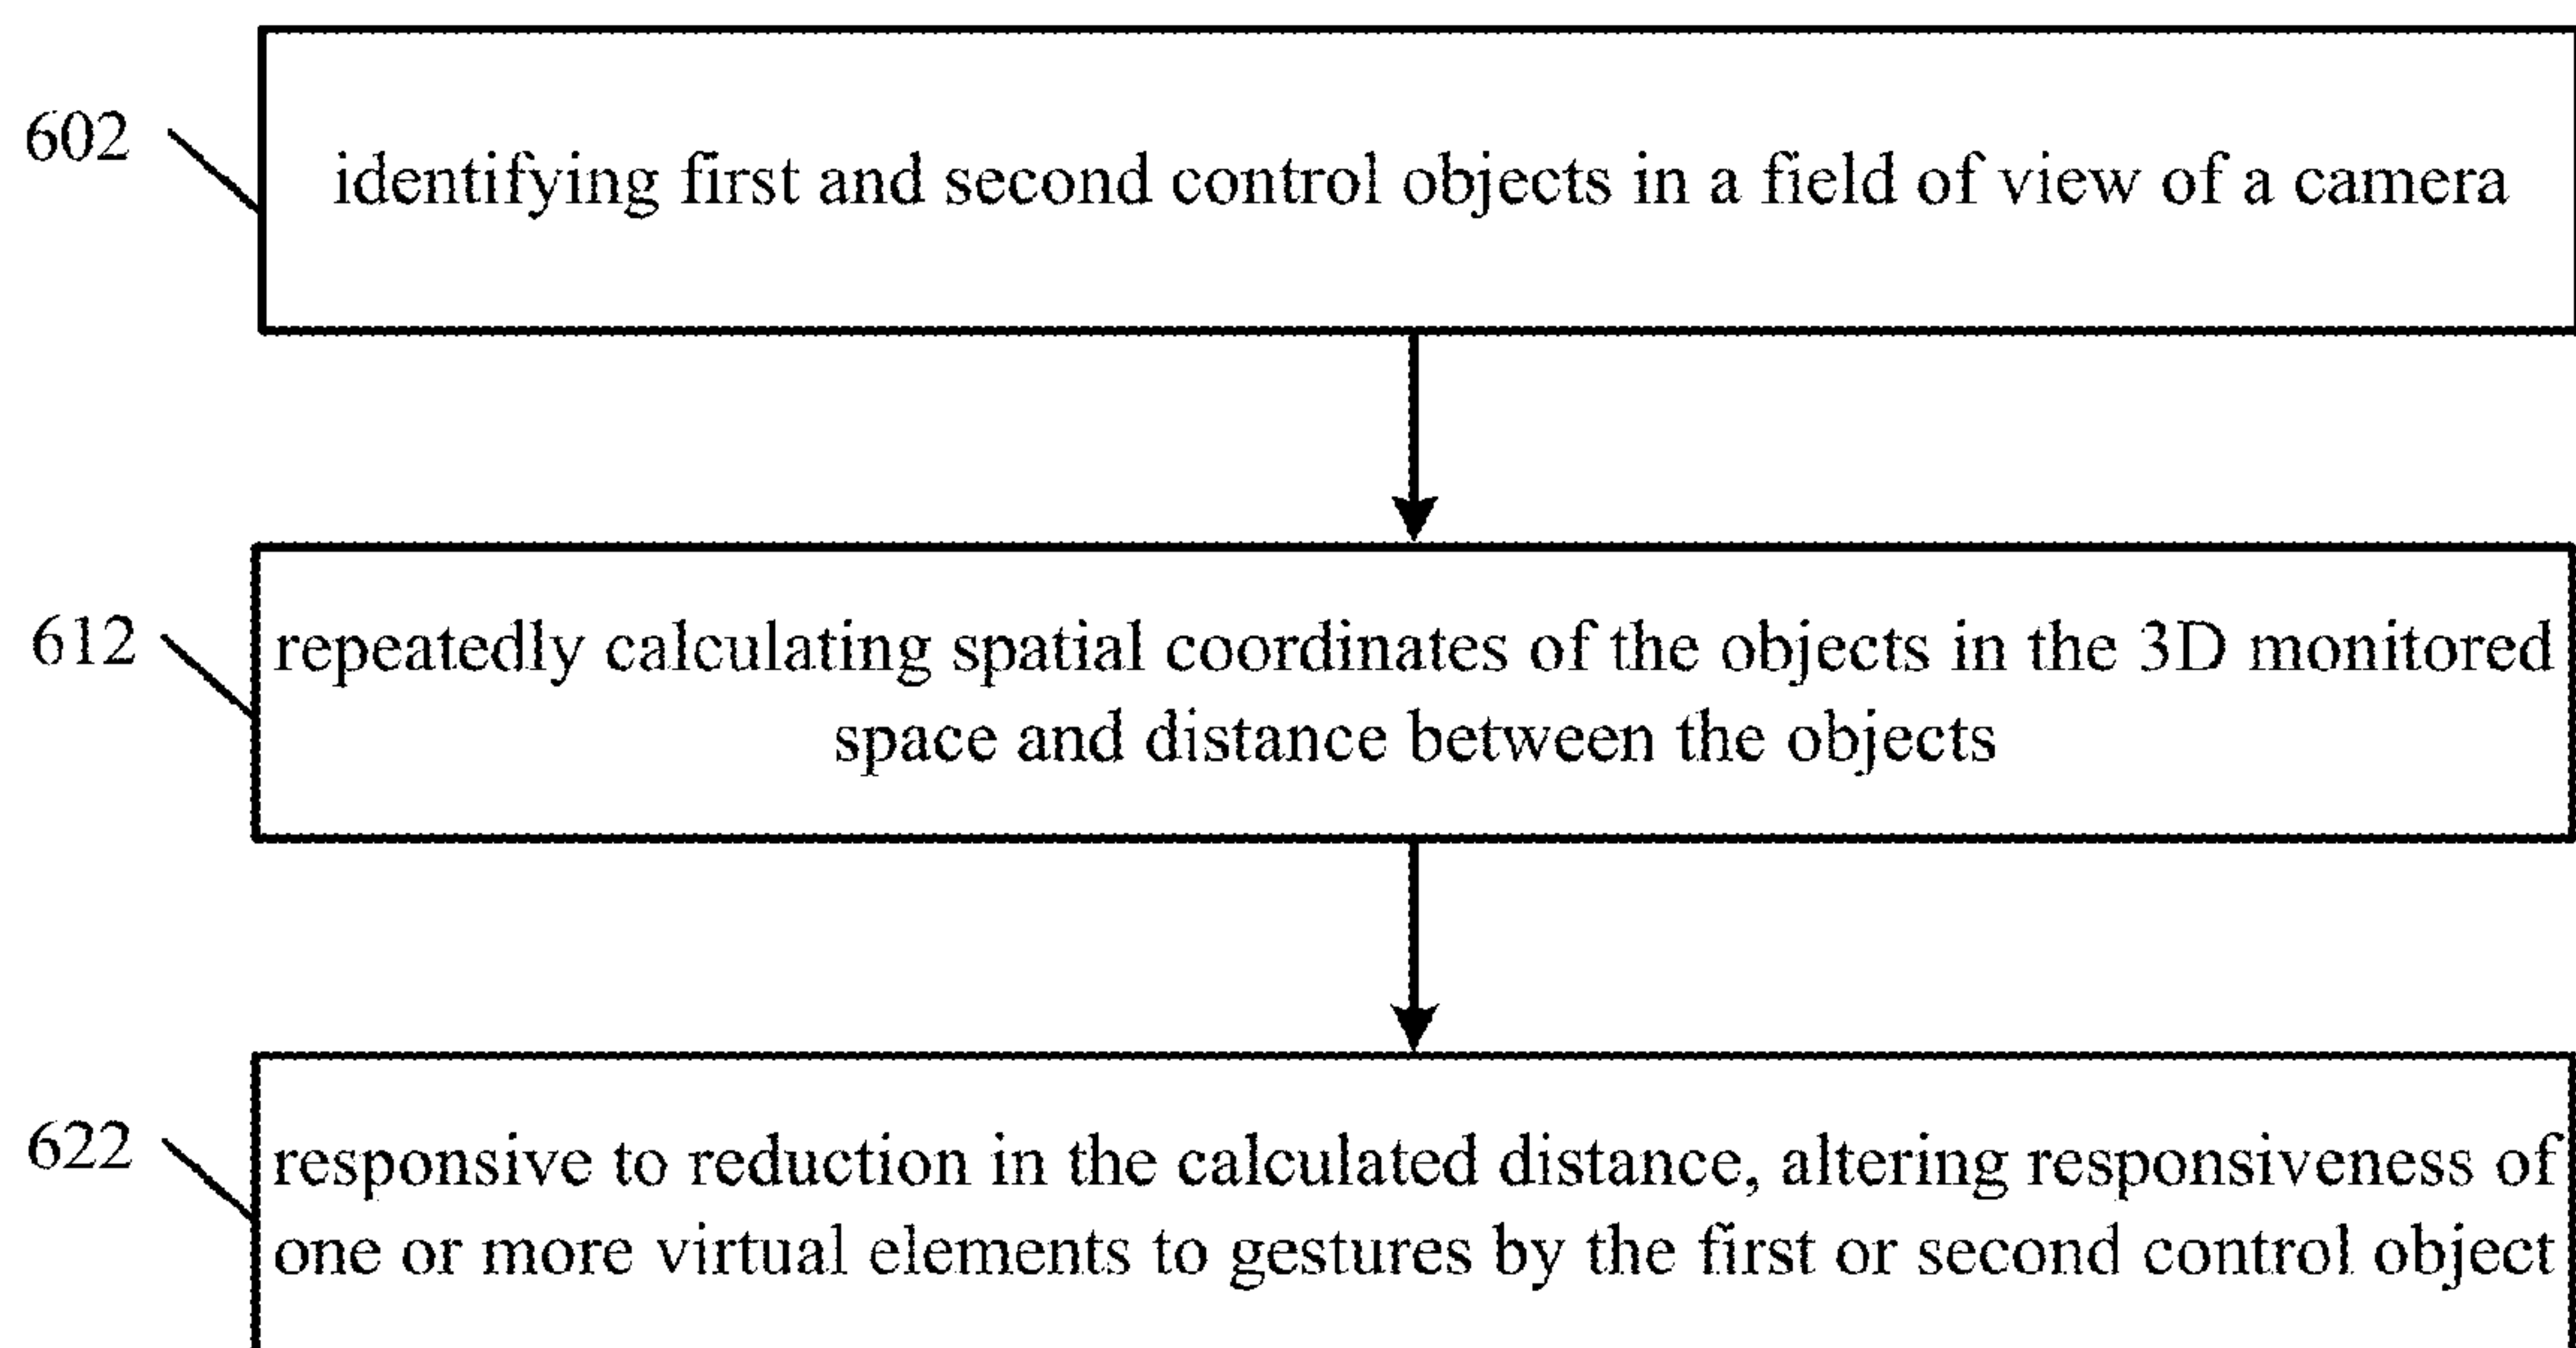 602
identifying first and second control objects in a field of view of a camera
612
repeatedly calculating spatial coordinates of the objects in the 3D monitored
space and distance between the objects
622
responsive to reduction in the calculated distance, altering responsiveness of
one or more virtual elements to gestures by the first or second control object